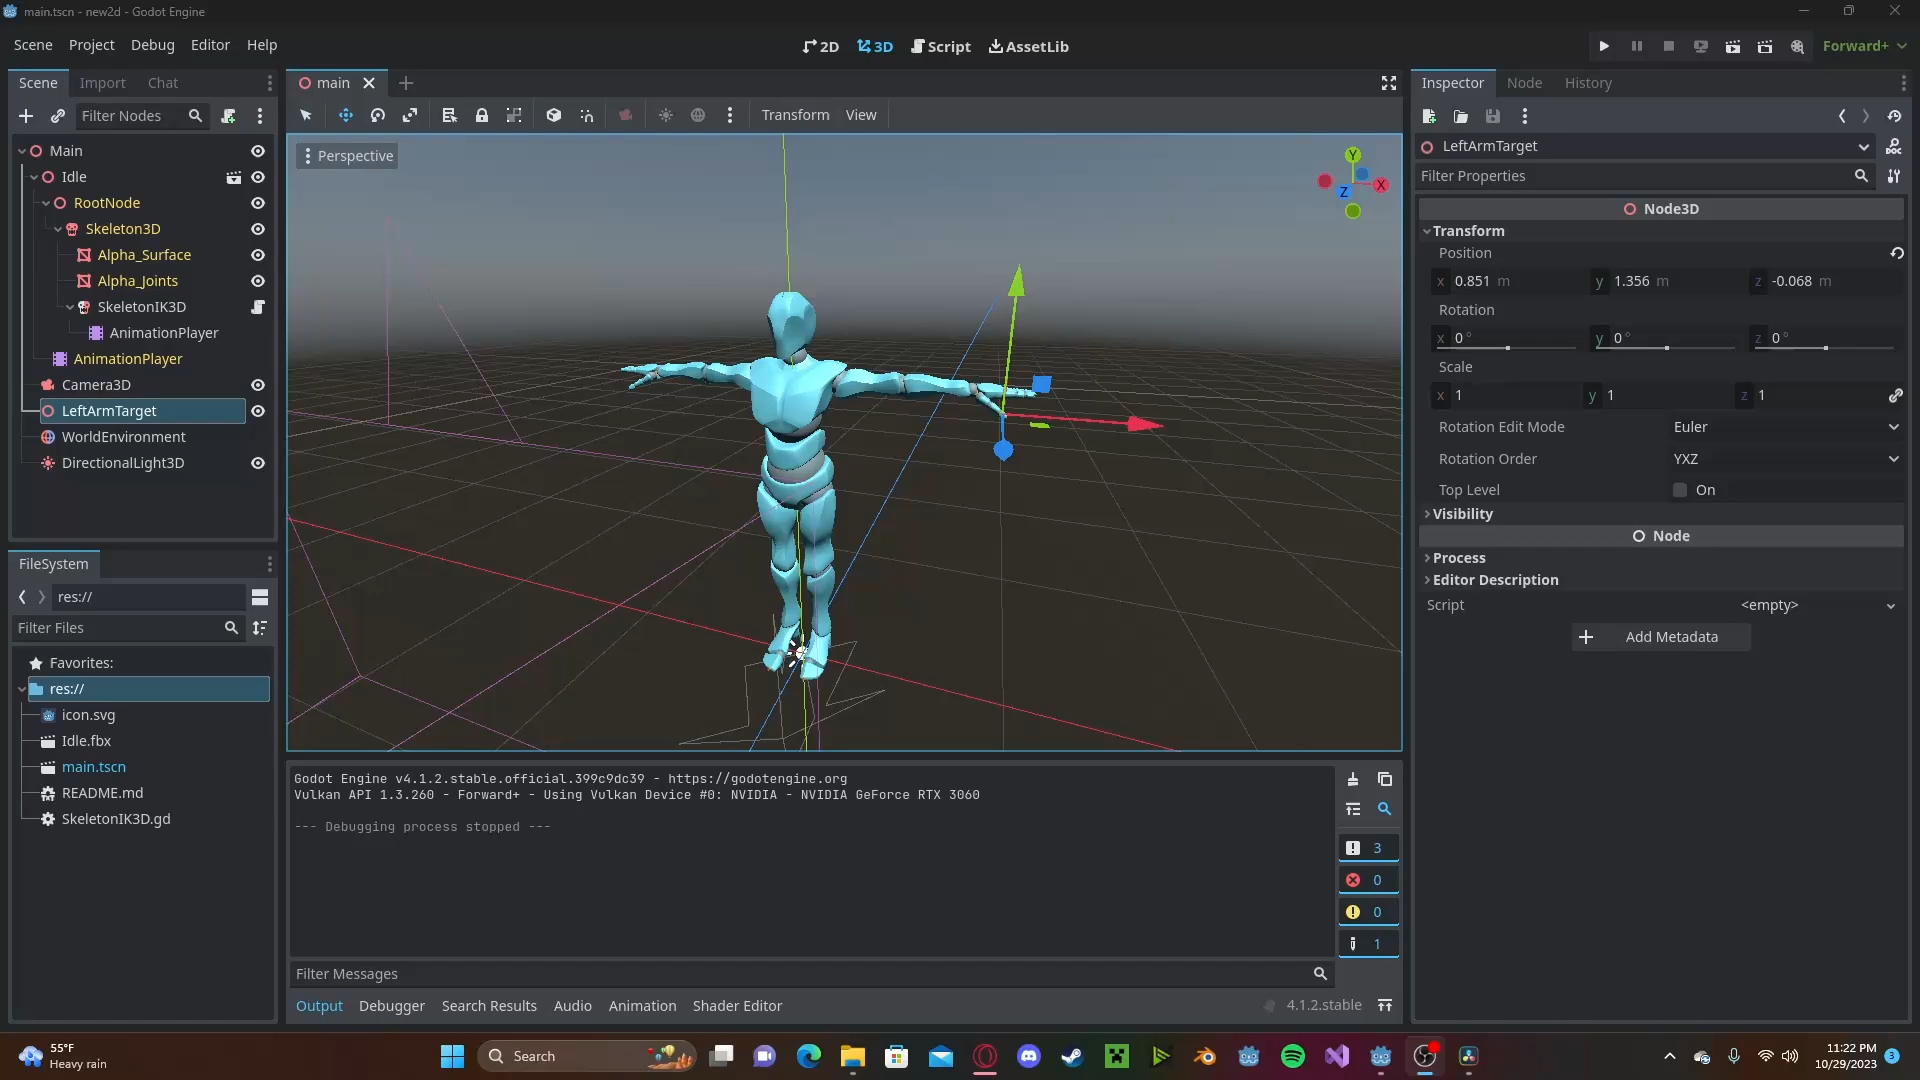 main.tscn - new2d - Godot Engine
Scene Project Debug Editor Help
2D 3D Script AssetLib
Forward+
Scene Import Chat
main
Inspector Node History
Filter Nodes
Transform View
Main
Idle
RootNode
Skeleton3D
Alpha_Surface
Alpha_Joints
SkeletonIK3D
AnimationPlayer
AnimationPlayer
Camera3D
LeftArmTarget
WorldEnvironment
DirectionalLight3D
Perspective
Y
X
Z
LeftArmTarget
Filter Properties
Node3D
Transform
Position
x 0.851 m y 1.356 m z -0.068 m
Rotation
x 0° y 0° z 0°
Scale
x 1 y 1 z 1
Rotation Edit Mode Euler
Rotation Order YXZ
Top Level On
Visibility
Node
Process
Editor Description
Script <empty>
Add Metadata
FileSystem
res://
Filter Files
Favorites:
res://
icon.svg
Idle.fbx
main.tscn
README.md
SkeletonIK3D.gd
Godot Engine v4.1.2.stable.official.399c9dc39 - https://godotengine.org
Vulkan API 1.3.260 - Forward+ - Using Vulkan Device #0: NVIDIA - NVIDIA GeForce RTX 3060
--- Debugging process stopped ---
3
0
0
1
Filter Messages
Output Debugger Search Results Audio Animation Shader Editor
4.1.2.stable
55°F
Heavy rain
Search
11:22 PM
10/29/2023
3